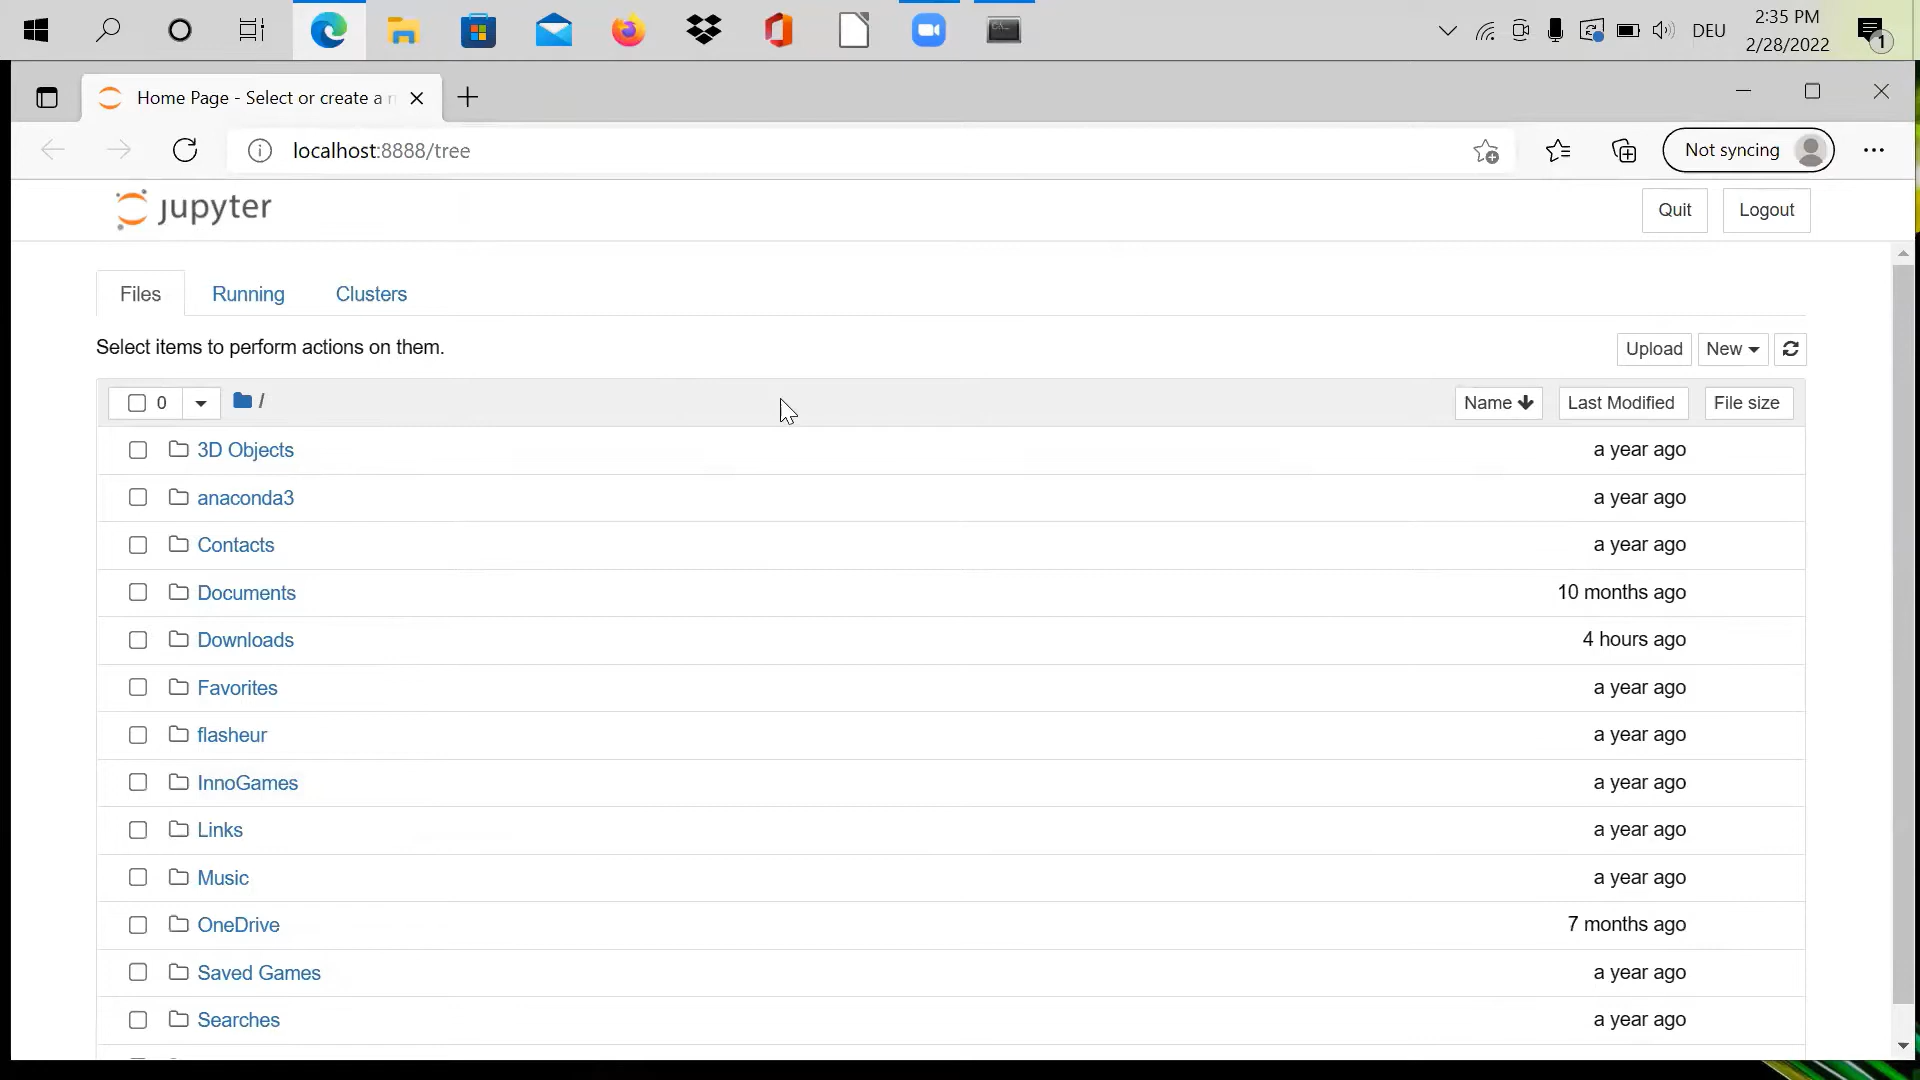 2:35 PM
DEU
2/28/2022
1
Home Page - Select or create a n
localhost:8888/tree
Not syncing
jupyter
Quit
Logout
Files
Running
Clusters
Select items to perform actions on them.
Upload
New
0
/
Name
Last Modified
File size
3D Objects
a year ago
anaconda3
a year ago
Contacts
a year ago
Documents
10 months ago
Downloads
4 hours ago
Favorites
a year ago
flasheur
a year ago
InnoGames
a year ago
Links
a year ago
Music
a year ago
OneDrive
7 months ago
Saved Games
a year ago
Searches
a year ago